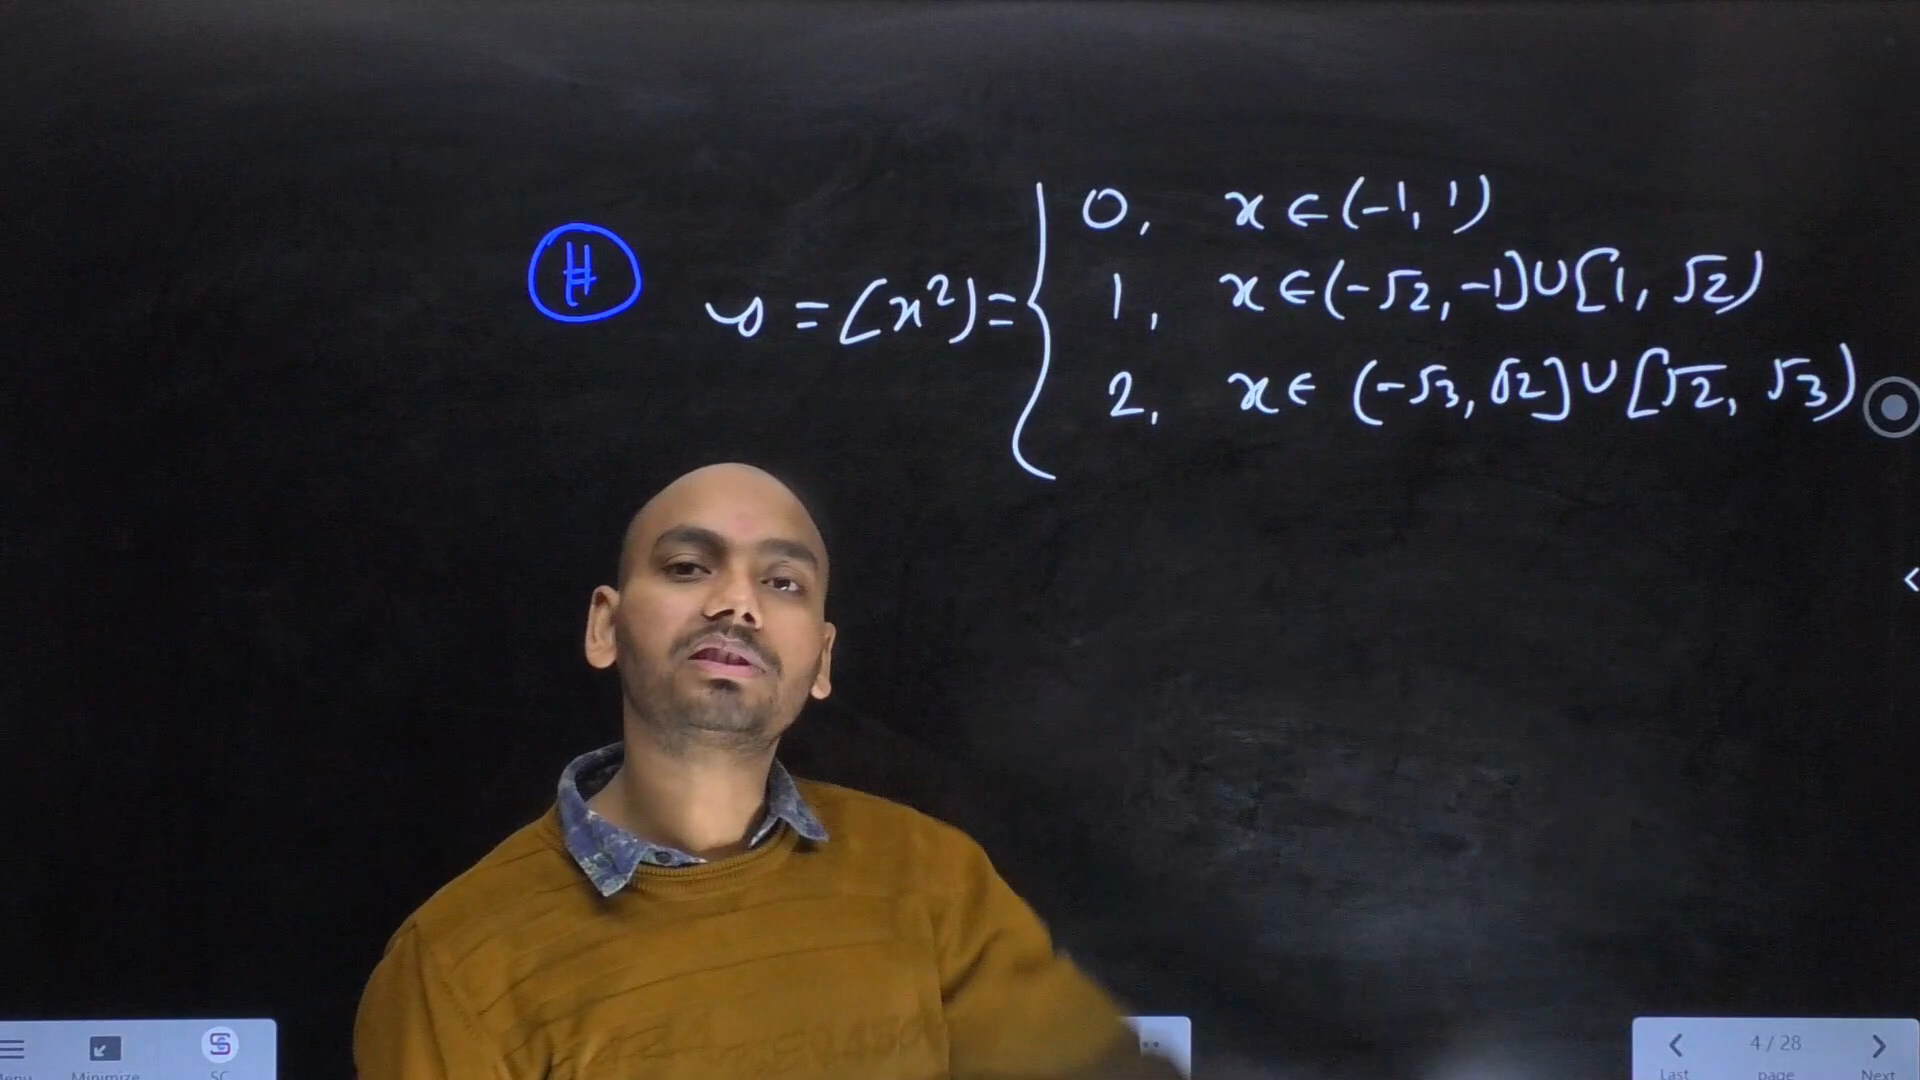 #
y = [x²] =
0, x ∈ (-1, 1)
1, x ∈ (-√2, -1] ∪ [1, √2)
2, x ∈ (-√3, √2] ∪ [√2, √3)
Minimize
SC
4 / 28
Last page Next